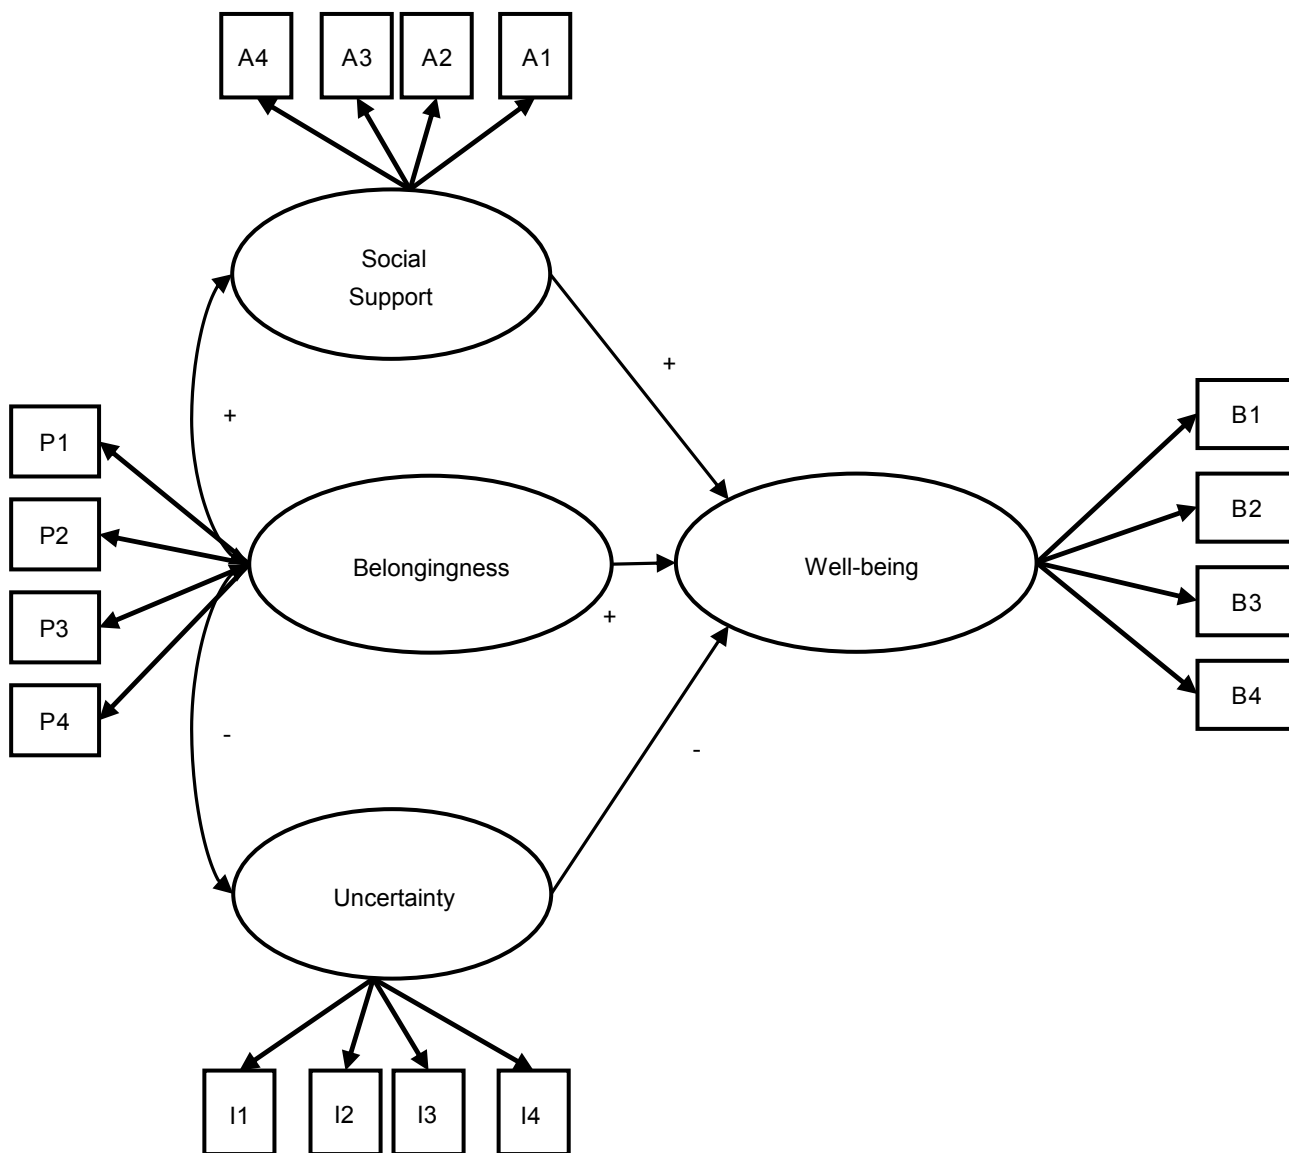 A4
A3
A2
A1
Social
Support
+
+
P1
P2
P3
P4
Belongingness
+
Well-being
B1
B2
B3
B4
-
-
Uncertainty
I1
I2
I3
I4